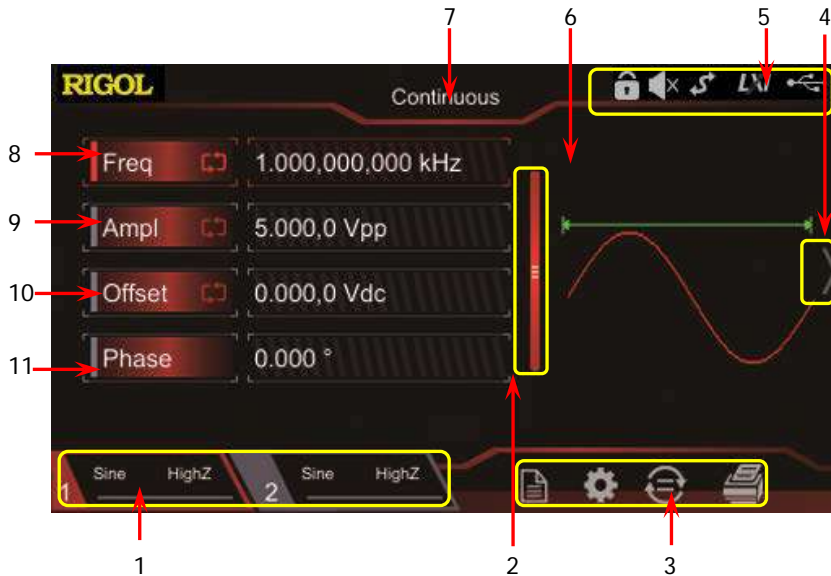 7 6 5 4
RIGOL Continuous LXI
8 Freq 1.000,000,000 kHz
9 Ampl 5.000,0 Vpp
10 Offset 0.000,0 Vdc
11 Phase 0.000 °
1 Sine HighZ 2 Sine HighZ
1 2 3